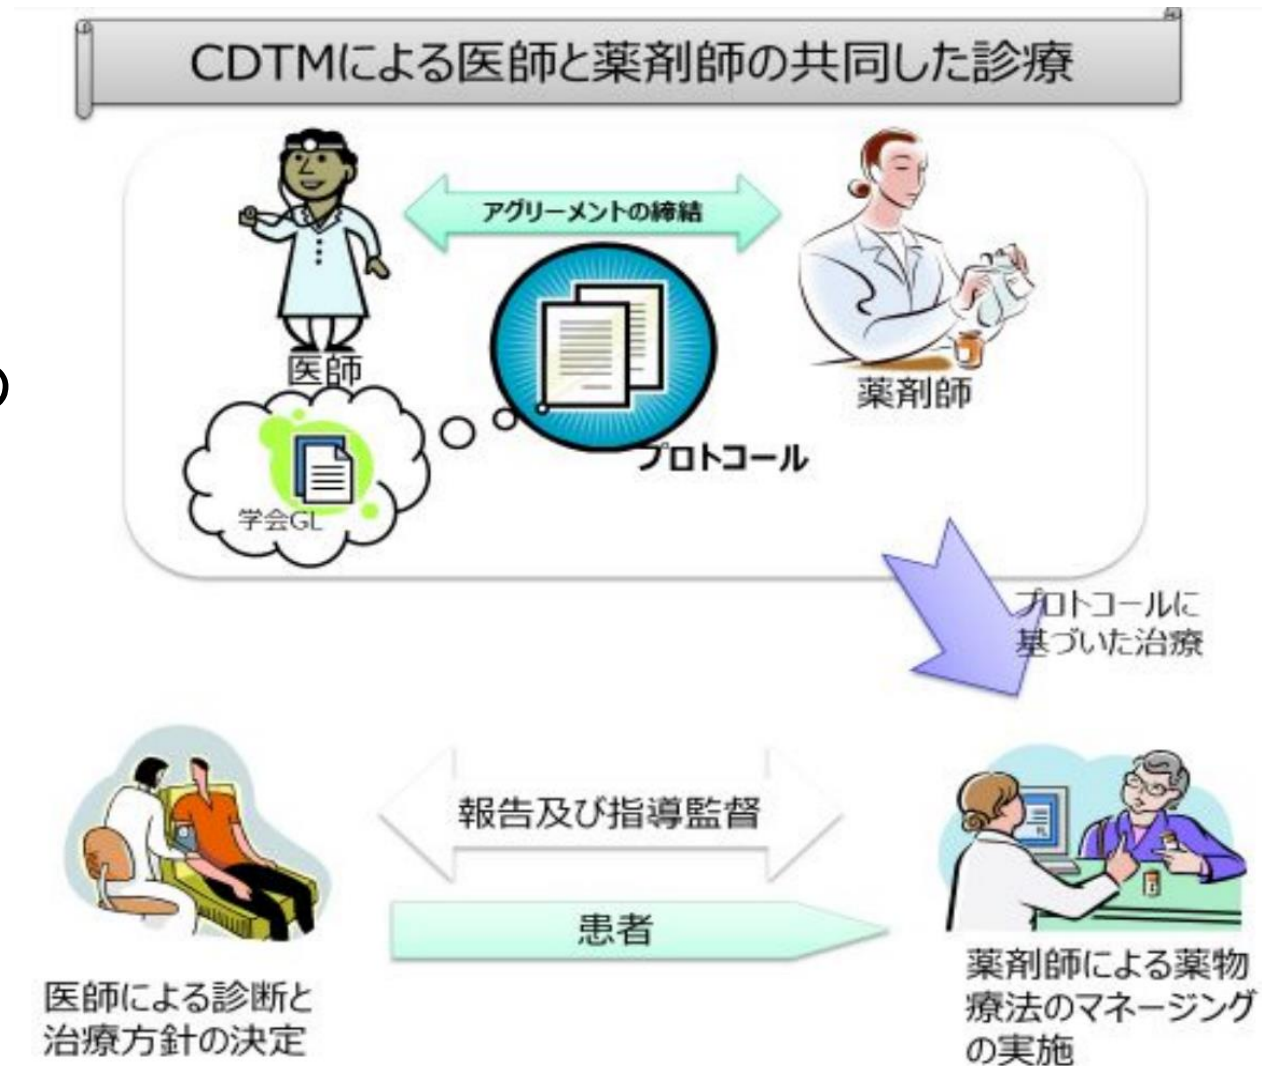 CDTMによる医師と薬剤師の共同した診療
アグリーメントの締結
医師
薬剤師
プロトコール
学会GL
プロトコールに
基づいた治療
報告及び指導監督
患者
医師による診断と
治療方針の決定
薬剤師による薬物
療法のマネージング
の実施